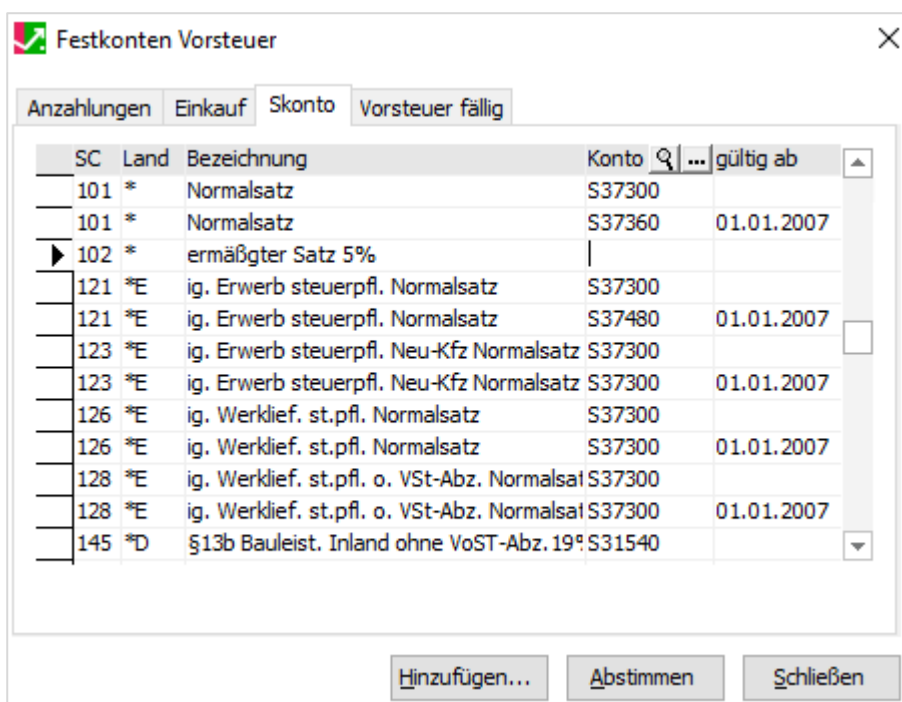 Festkonten Vorsteuer
Anzahlungen Einkauf Skonto Vorsteuer fällig
SC Land Bezeichnung Konto ... gültig ab
101 * Normalsatz S37300
101 * Normalsatz S37360 01.01.2007
102 * ermäßgter Satz 5%
121 *E ig. Erwerb steuerpfl. Normalsatz S37300
121 *E ig. Erwerb steuerpfl. Normalsatz S37480 01.01.2007
123 *E ig. Erwerb steuerpfl. Neu-Kfz Normalsatz S37300
123 *E ig. Erwerb steuerpfl. Neu-Kfz Normalsatz S37300 01.01.2007
126 *E ig. Werklief. st.pfl. Normalsatz S37300
126 *E ig. Werklief. st.pfl. Normalsatz S37300 01.01.2007
128 *E ig. Werklief. st.pfl. o. VSt-Abz. Normalsat S37300
128 *E ig. Werklief. st.pfl. o. VSt-Abz. Normalsat S37300 01.01.2007
145 *D §13b Bauleist. Inland ohne VoST-Abz. 19% S31540
Hinzufügen... Abstimmen Schließen